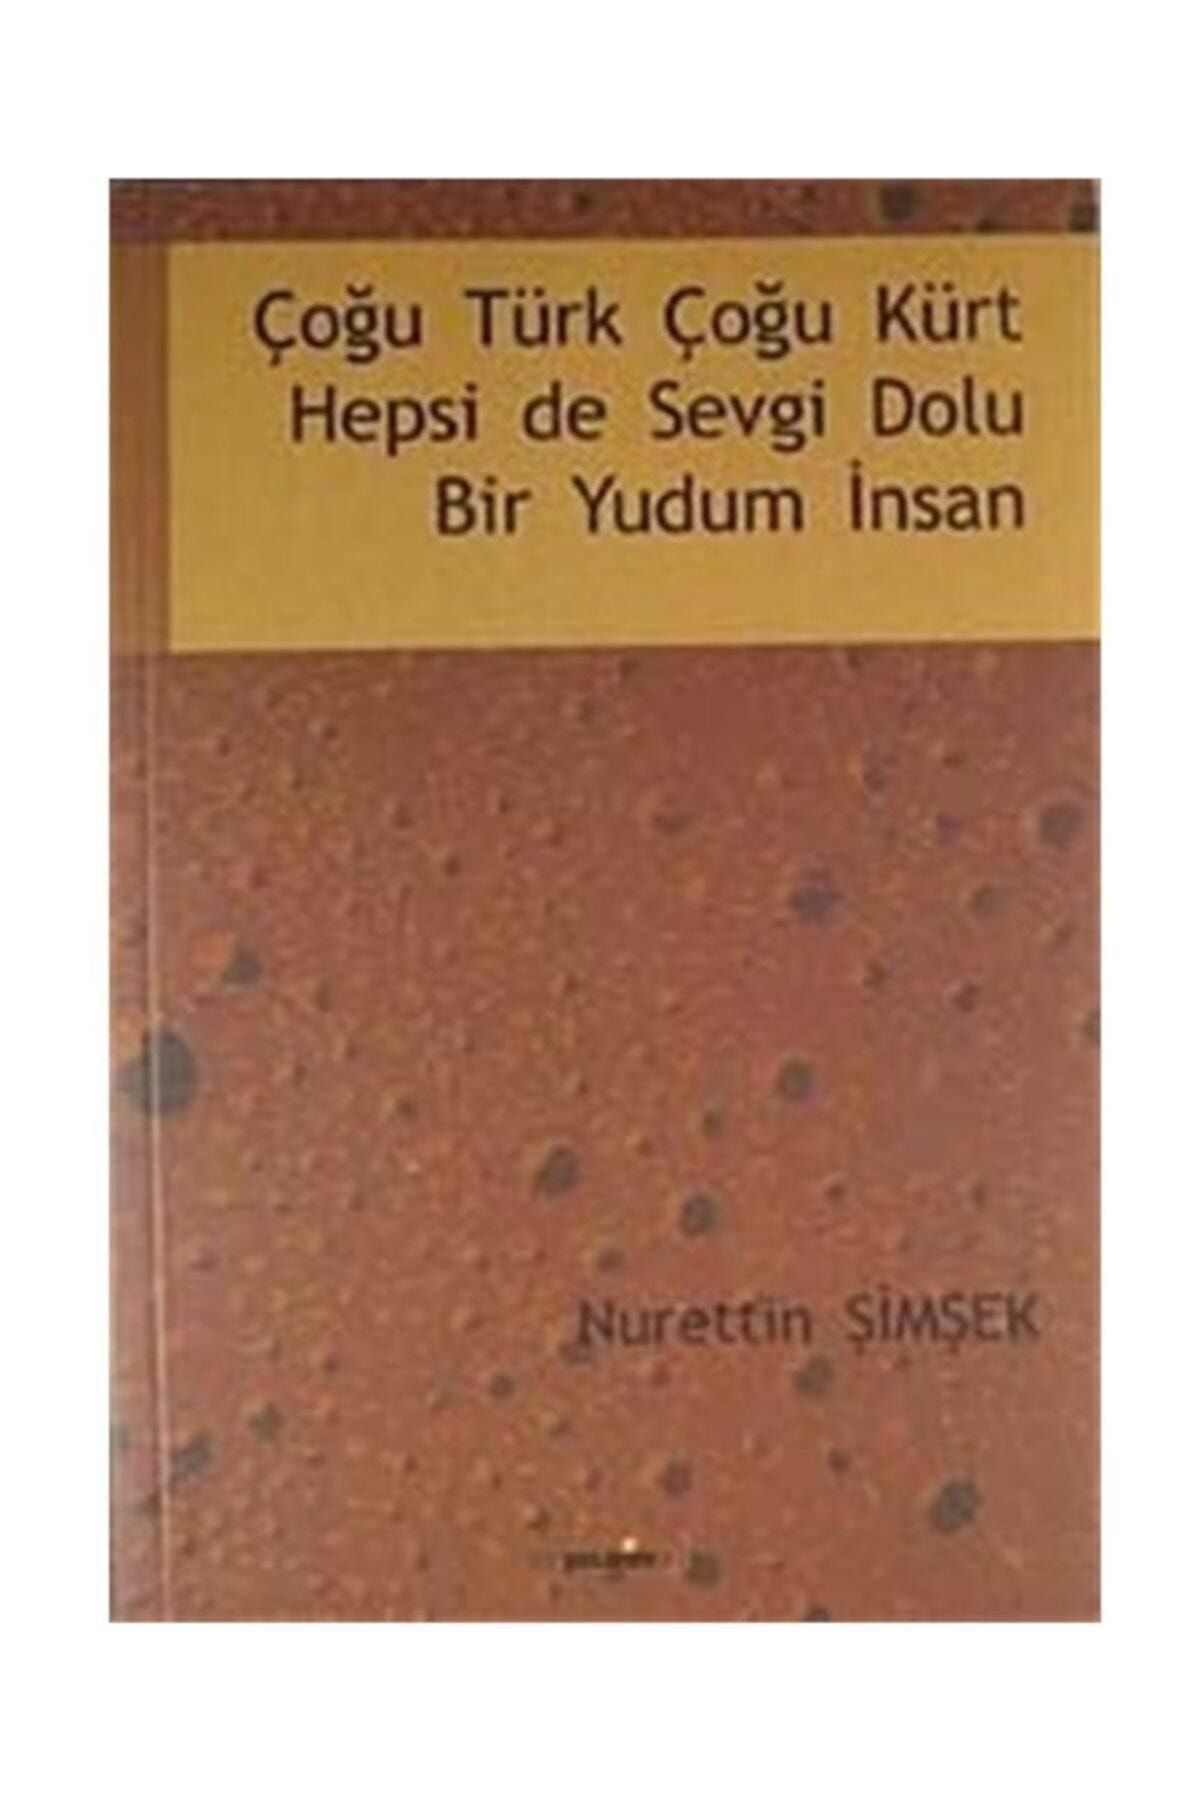 Çoğu Türk Çoğu Kürt
Hepsi de Sevgi Dolu
Bir Yudum İnsan
Nurettin ŞİMŞEK